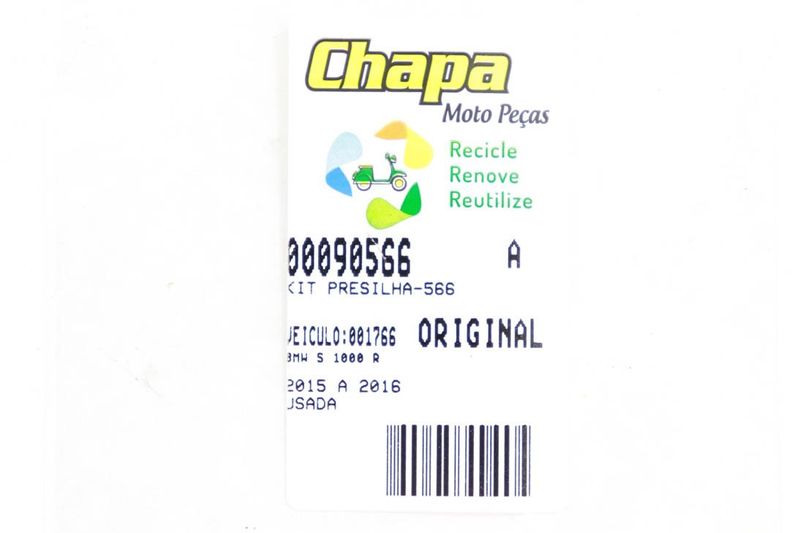 Chapa
Moto Peças
Recicle
Renove
Reutilize
00090566 A
KIT PRESILHA-566
VEICULO:001766 ORIGINAL
BMW S 1000 R
2015 A 2016
USADA